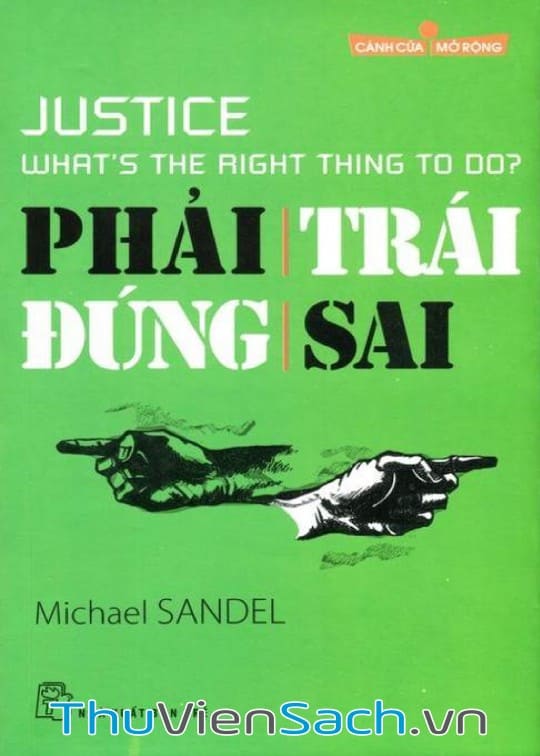 CÁNH CỬA MỞ RỘNG
JUSTICE
WHAT'S THE RIGHT THING TO DO?
PHẢI TRÁI
ĐÚNG SAI
Michael SANDEL
ThuVienSach.vn